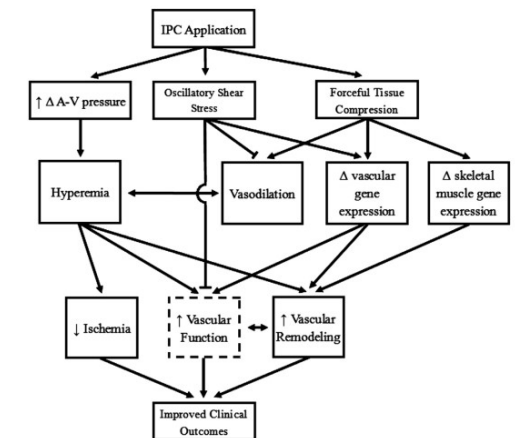 IPC Application
↑ Δ A-V pressure
Oscillatory Shear
Stress
Forceful Tissue
Compression
Hyperemia
Vasodilation
Δ vascular
gene
expression
Δ skeletal
muscle gene
expression
↓ Ischemia
↑ Vascular
Function
↑ Vascular
Remodeling
Improved Clinical
Outcomes